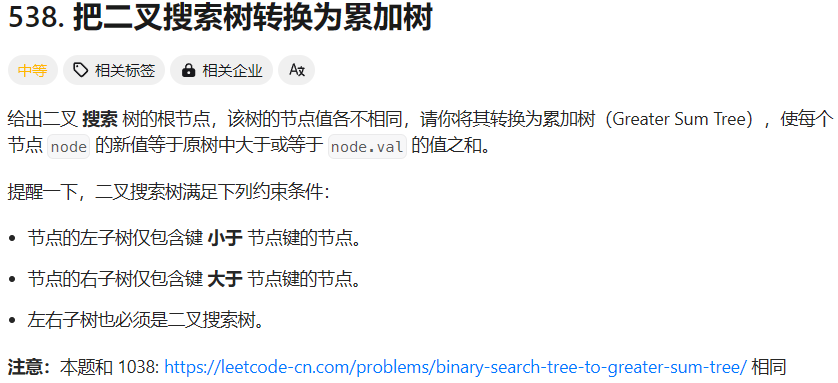 538. 把二叉搜索树转换为累加树
中等 相关标签 相关企业 Aあ
给出二叉 搜索 树的根节点，该树的节点值各不相同，请你将其转换为累加树（Greater Sum Tree），使每个
节点 node 的新值等于原树中大于或等于 node.val 的值之和。
提醒一下，二叉搜索树满足下列约束条件：
• 节点的左子树仅包含键 小于 节点键的节点。
• 节点的右子树仅包含键 大于 节点键的节点。
• 左右子树也必须是二叉搜索树。
注意：本题和 1038: https://leetcode-cn.com/problems/binary-search-tree-to-greater-sum-tree/ 相同